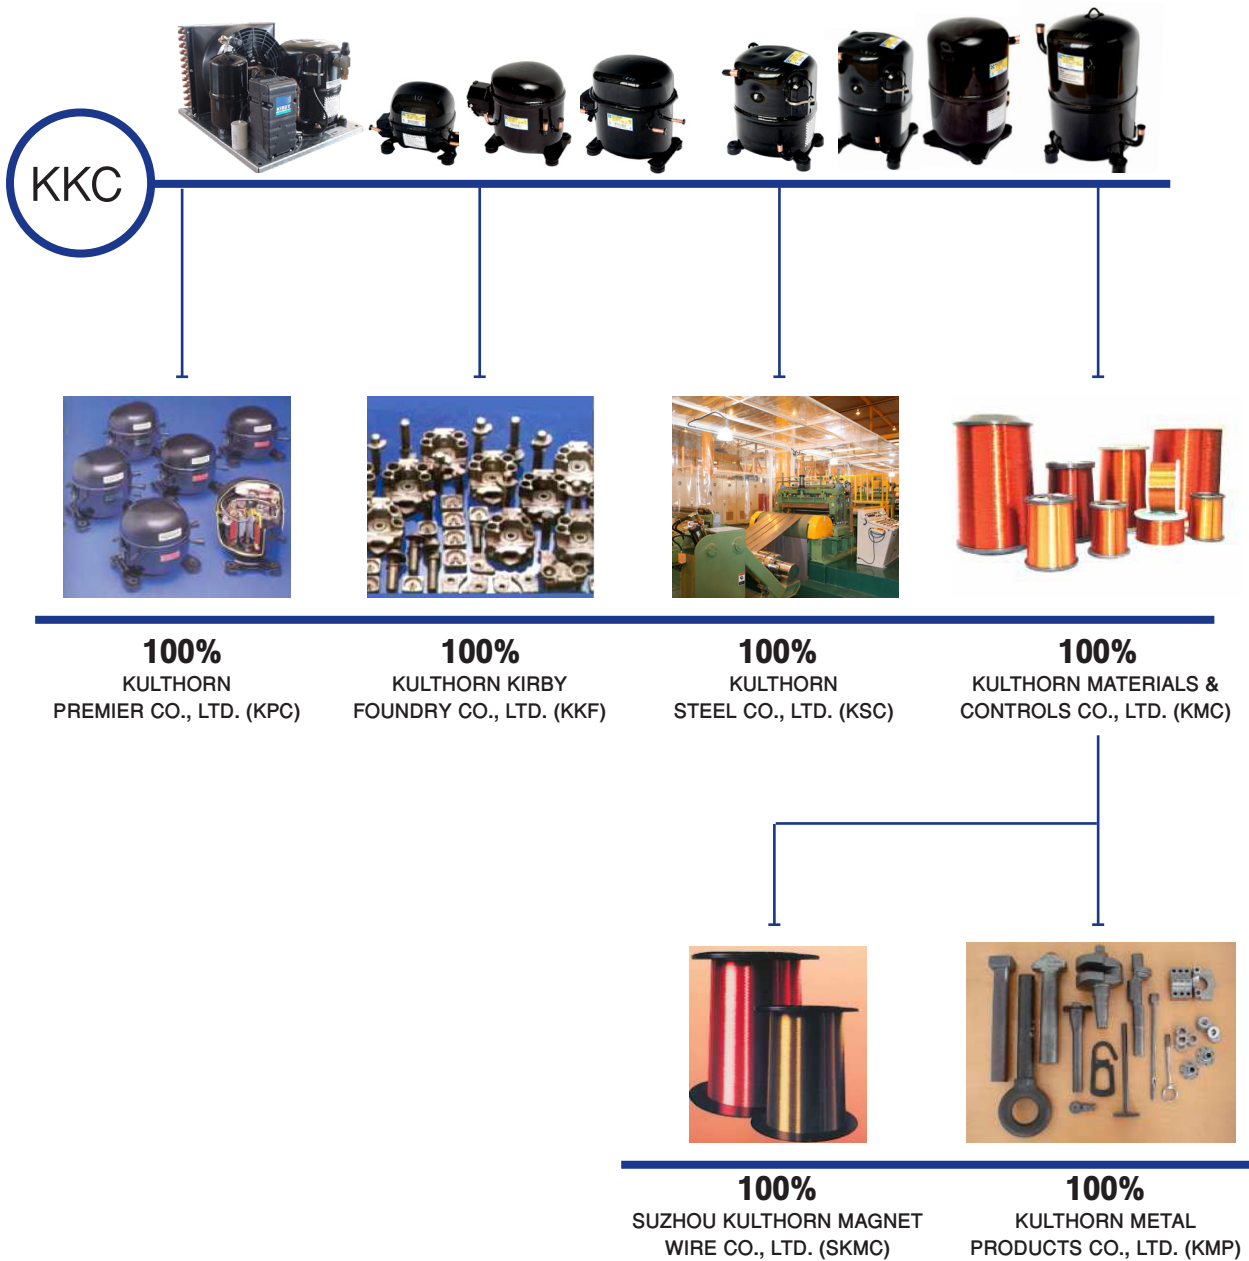 KKC
100%
KULTHORN
PREMIER CO., LTD. (KPC)
100%
KULTHORN KIRBY
FOUNDRY CO., LTD. (KKF)
100%
KULTHORN
STEEL CO., LTD. (KSC)
100%
KULTHORN MATERIALS &
CONTROLS CO., LTD. (KMC)
100%
SUZHOU KULTHORN MAGNET
WIRE CO., LTD. (SKMC)
100%
KULTHORN METAL
PRODUCTS CO., LTD. (KMP)